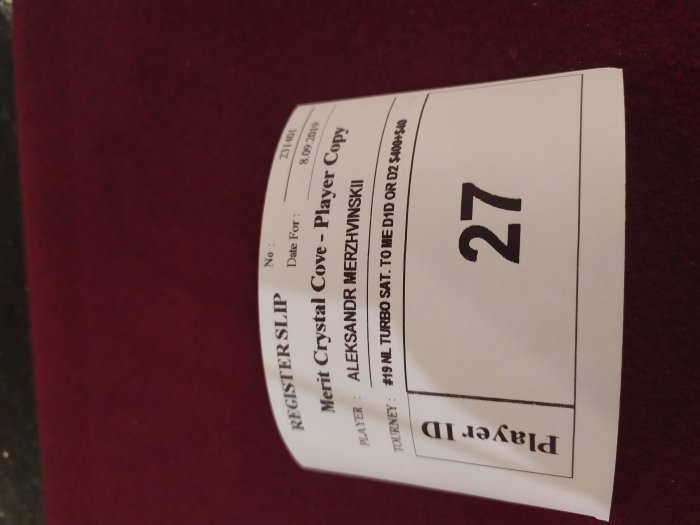 REGISTER SLIP
No : 231401
Date For : 8.09.2019
Merit Crystal Cove - Player Copy
PLAYER : ALEKSANDR MERZHVINSKII
TOURNEY : #19 NL TURBO SAT. TO ME D1D OR D2 $400+$40
Player ID
27